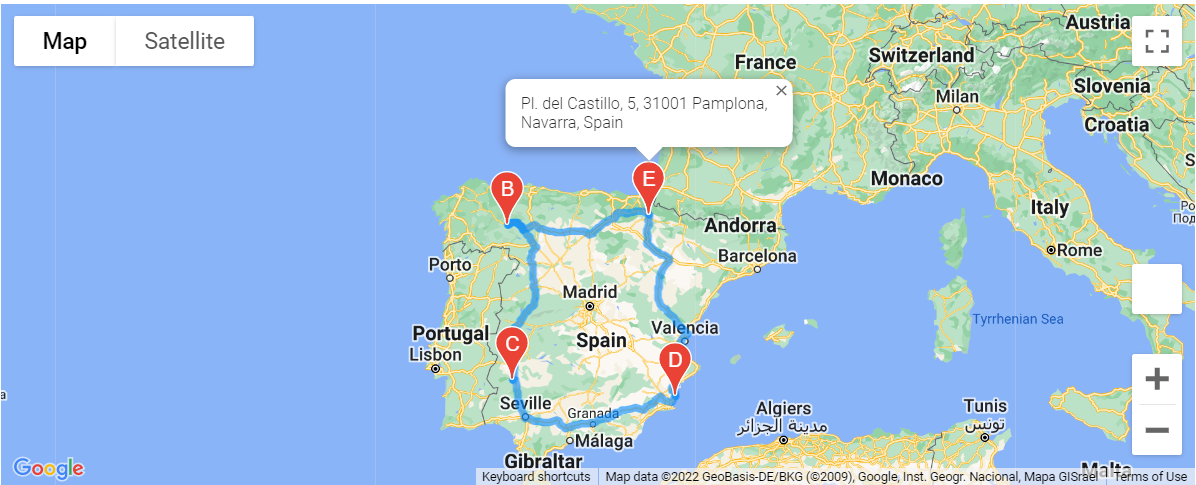 Map
Satellite
Austria
Switzerland
France
Slovenia
Milan
Croatia
Pl. del Castillo, 5, 31001 Pamplona,
Navarra, Spain
B
E
Monaco
Italy
Andorra
Rome
Barcelona
Porto
Madrid
Tyrrhenian Sea
Portugal
Valencia
C
Spain
Lisbon
D
Seville
Granada
Algiers
مدينة الجزائر
Tunis
تونس
Málaga
Gibraltar
Malta
Google
Keyboard shortcuts
Map data ©2022 GeoBasis-DE/BKG (©2009), Google, Inst. Geogr. Nacional, Mapa GISrael
Terms of Use